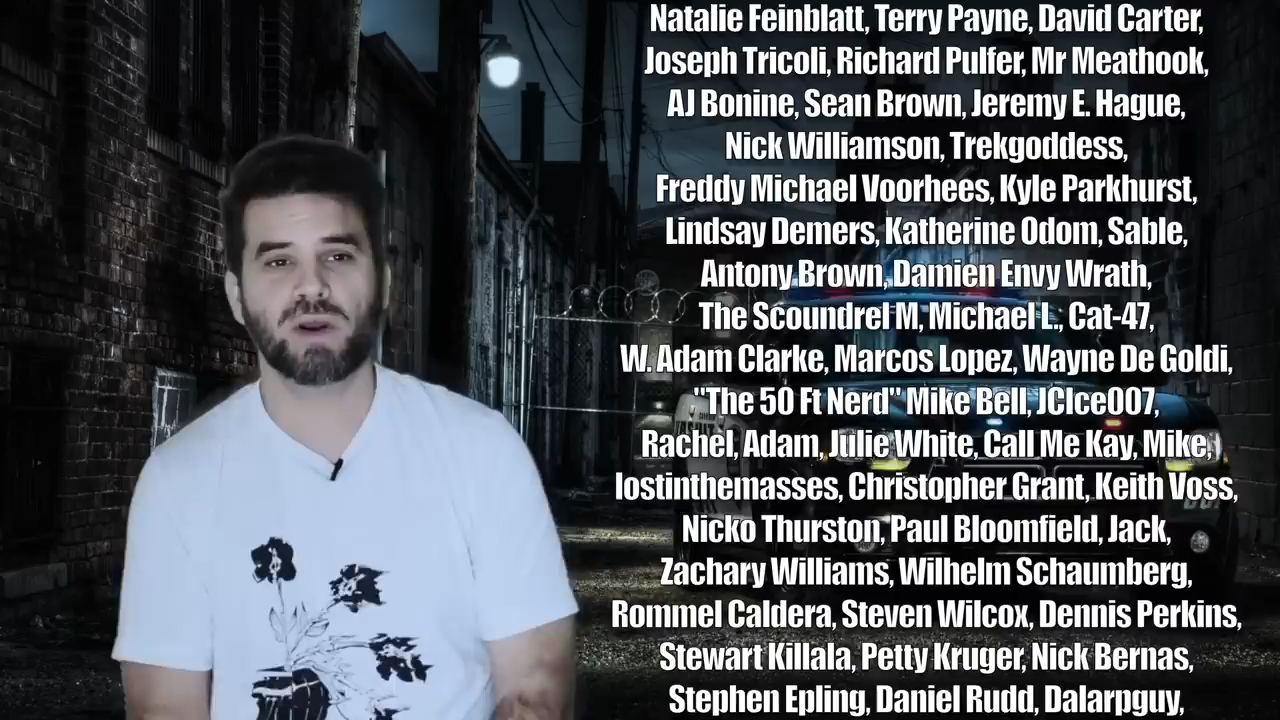 Natalie Feinblatt, Terry Payne, David Carter,
Joseph Tricoli, Richard Pulfer, Mr Meathook,
AJ Bonine, Sean Brown, Jeremy E. Hague,
Nick Williamson, Trekgoddess,
Freddy Michael Voorhees, Kyle Parkhurst,
Lindsay Demers, Katherine Odom, Sable,
Antony Brown, Damien Envy Wrath,
The Scoundrel M, Michael L., Cat-47,
W. Adam Clarke, Marcos Lopez, Wayne De Goldi,
"The 50 Ft Nerd" Mike Bell, JCIce007,
Rachel, Adam, Julie White, Call Me Kay, Mike,
lostinthemasses, Christopher Grant, Keith Voss,
Nicko Thurston, Paul Bloomfield, Jack,
Zachary Williams, Wilhelm Schaumberg,
Rommel Caldera, Steven Wilcox, Dennis Perkins,
Stewart Killala, Petty Kruger, Nick Bernas,
Stephen Epling, Daniel Rudd, Dalarpguy,